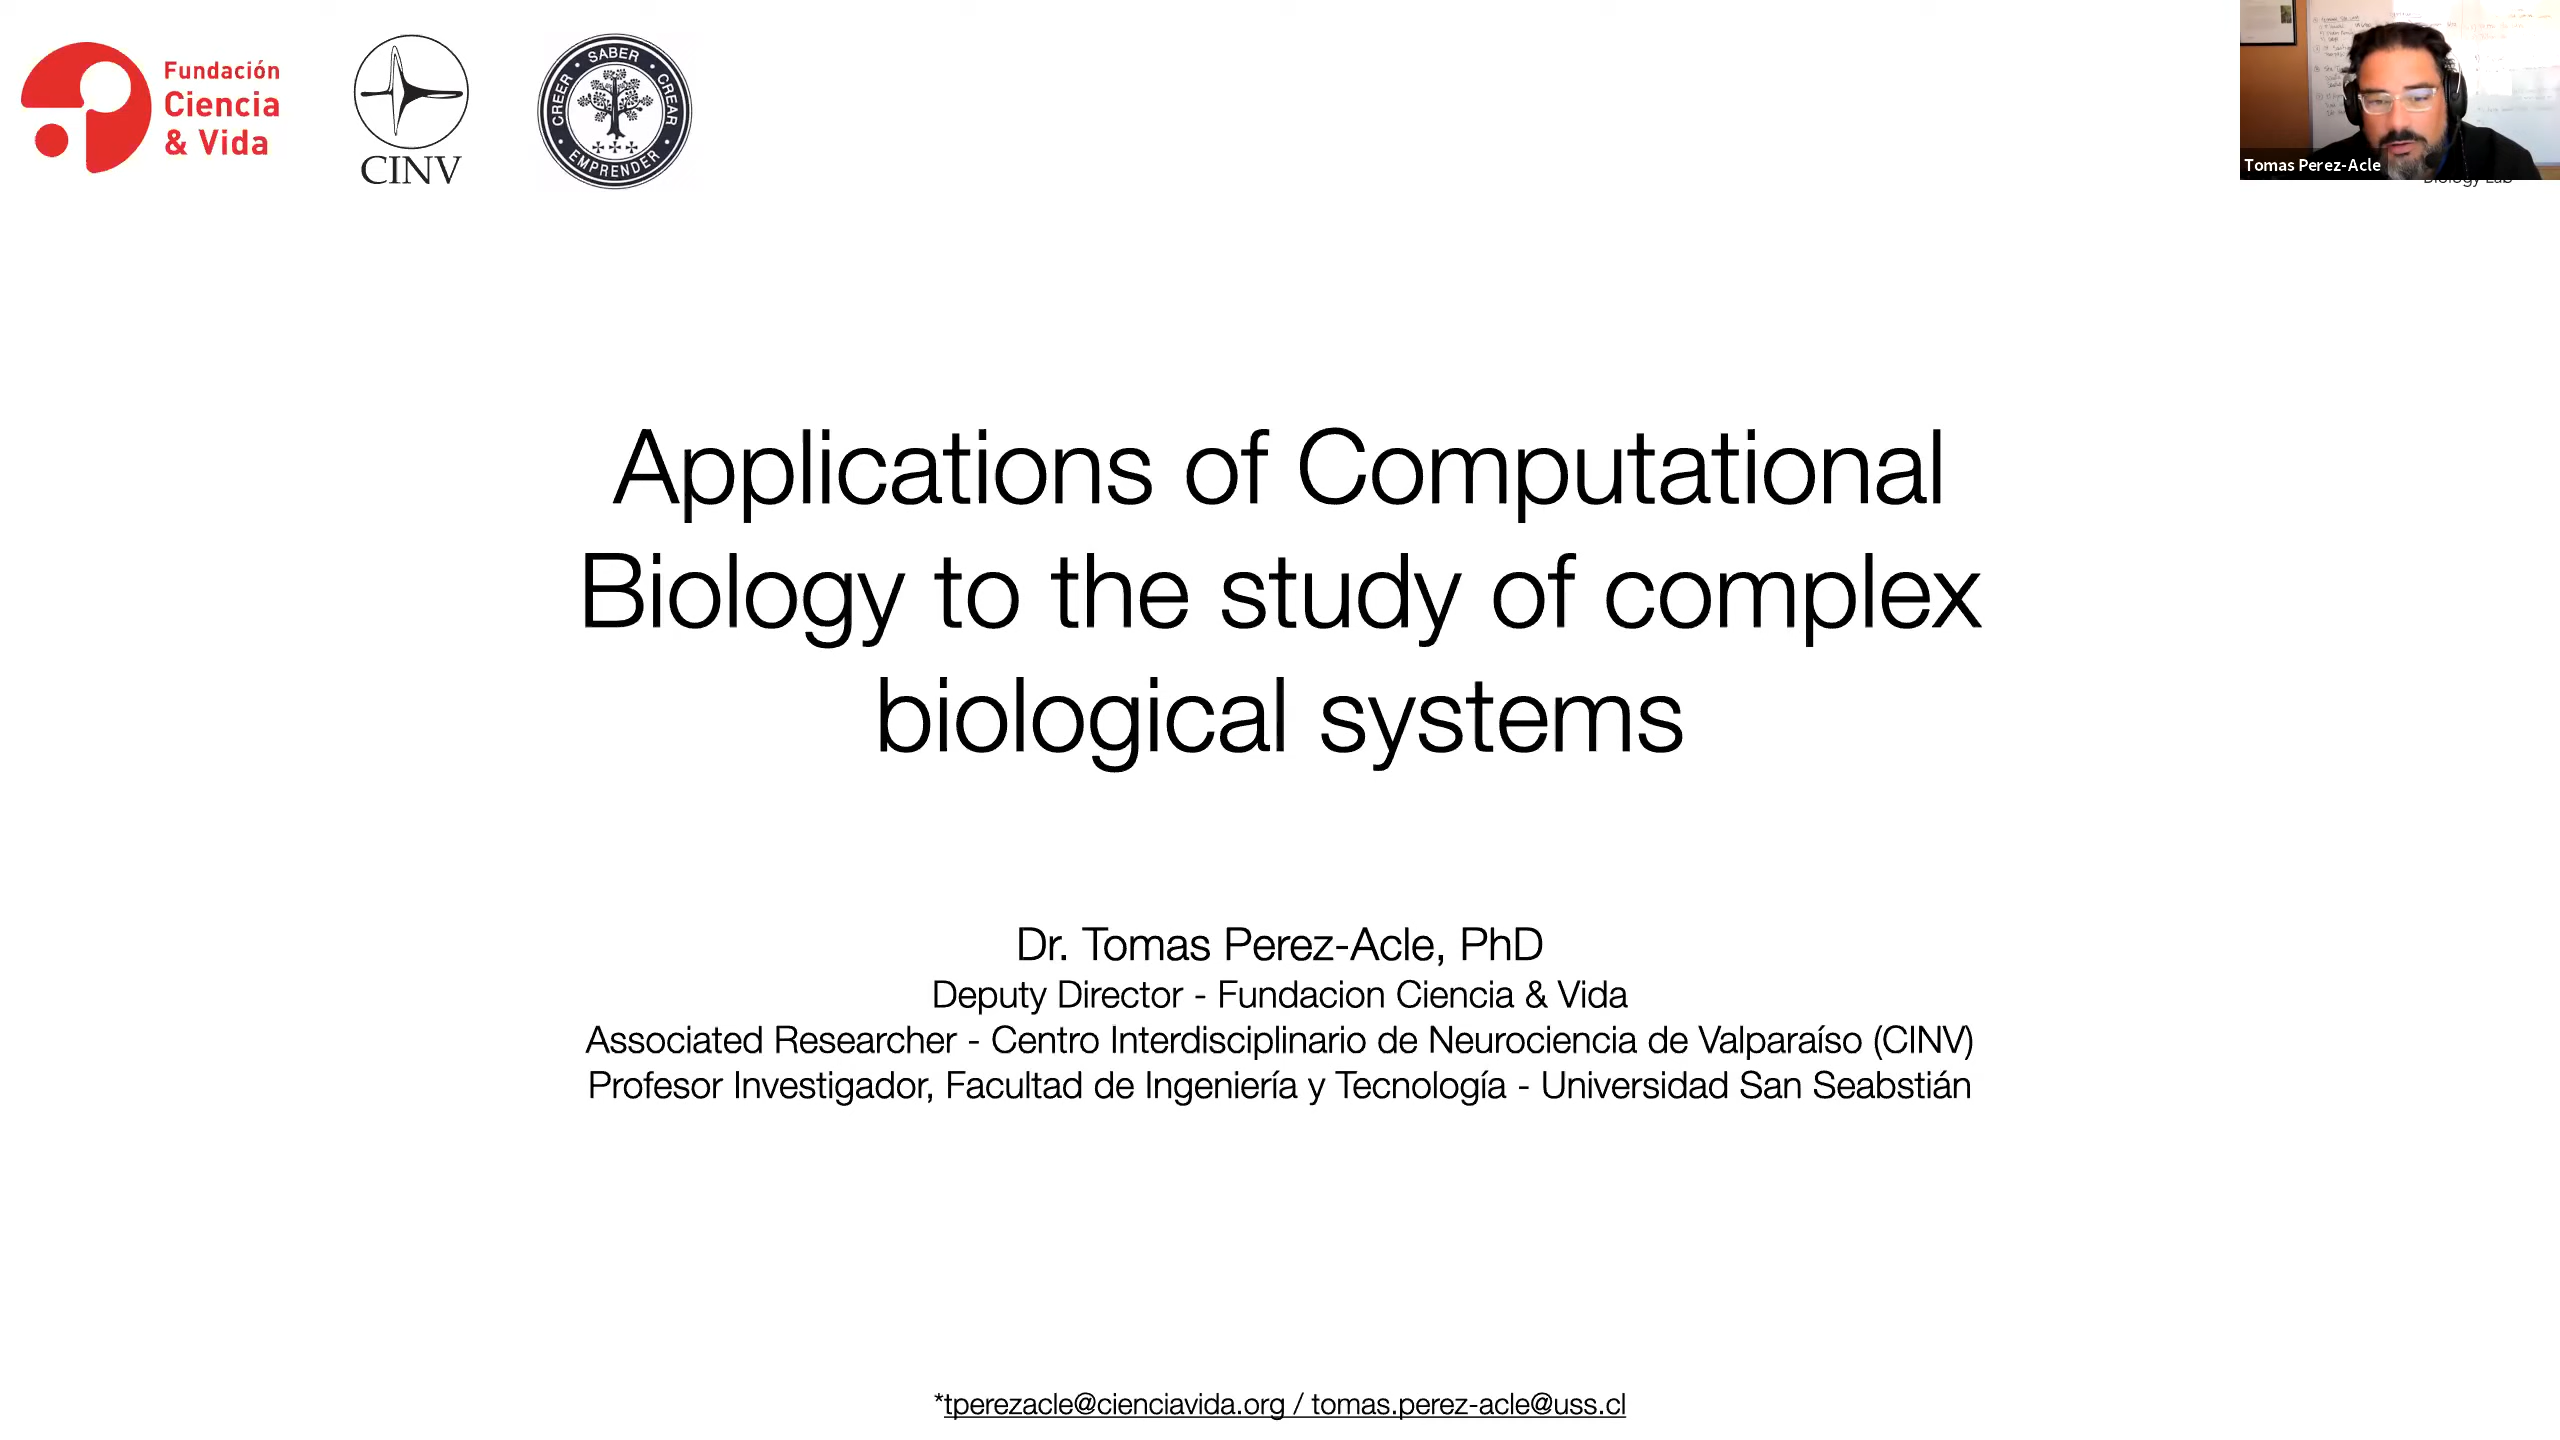 Fundación
Ciencia
& Vida
CINV
CREER • SABER • CREAR • EMPRENDER •
Tomas Perez-Acle
Biology Lab
Applications of Computational
Biology to the study of complex
biological systems
Dr. Tomas Perez-Acle, PhD
Deputy Director - Fundacion Ciencia & Vida
Associated Researcher - Centro Interdisciplinario de Neurociencia de Valparaíso (CINV)
Profesor Investigador, Facultad de Ingeniería y Tecnología - Universidad San Seabstián
*tperezacle@cienciavida.org / tomas.perez-acle@uss.cl